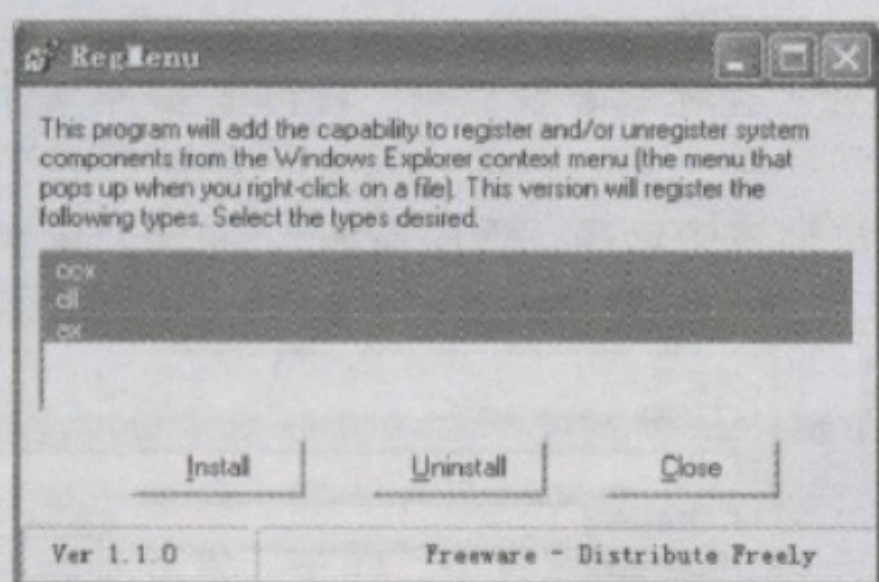 RegMenu
This program will add the capability to register and/or unregister system
components from the Windows Explorer context menu (the menu that
pops up when you right-click on a file). This version will register the
following types. Select the types desired.
ocx
dll
ax
Install
Uninstall
Close
Ver 1.1.0
Freeware - Distribute Freely